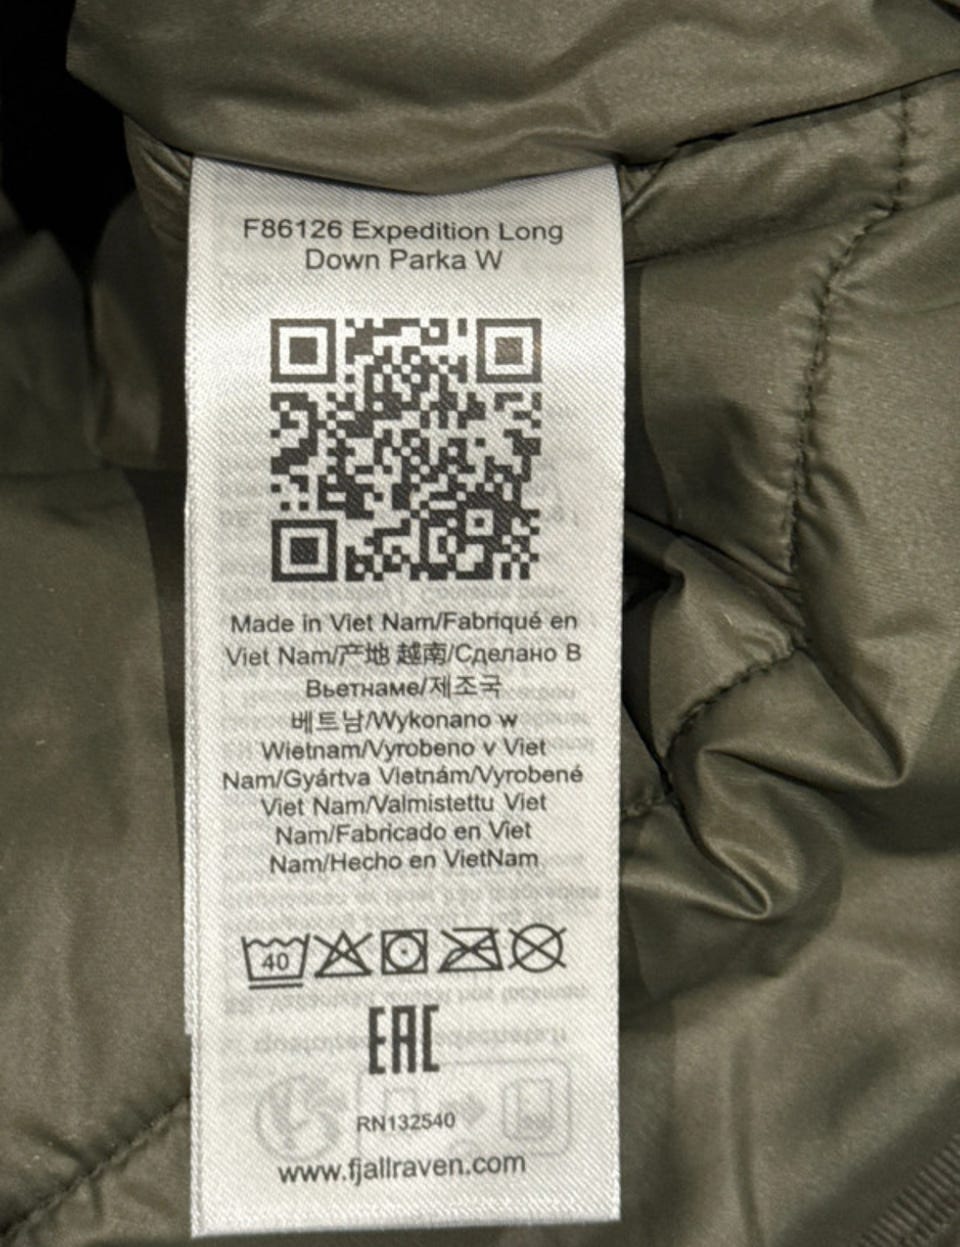 F86126 Expedition Long
Down Parka W
Made in Viet Nam/Fabriqué en
Viet Nam/产地 越南/Сделано В
Вьетнаме/제조국
베트남/Wykonano w
Wietnam/Vyrobeno v Viet
Nam/Gyártva Vietnám/Vyrobené
Viet Nam/Valmistettu Viet
Nam/Fabricado en Viet
Nam/Hecho en VietNam
40
EAC
RN132540
www.fjallraven.com